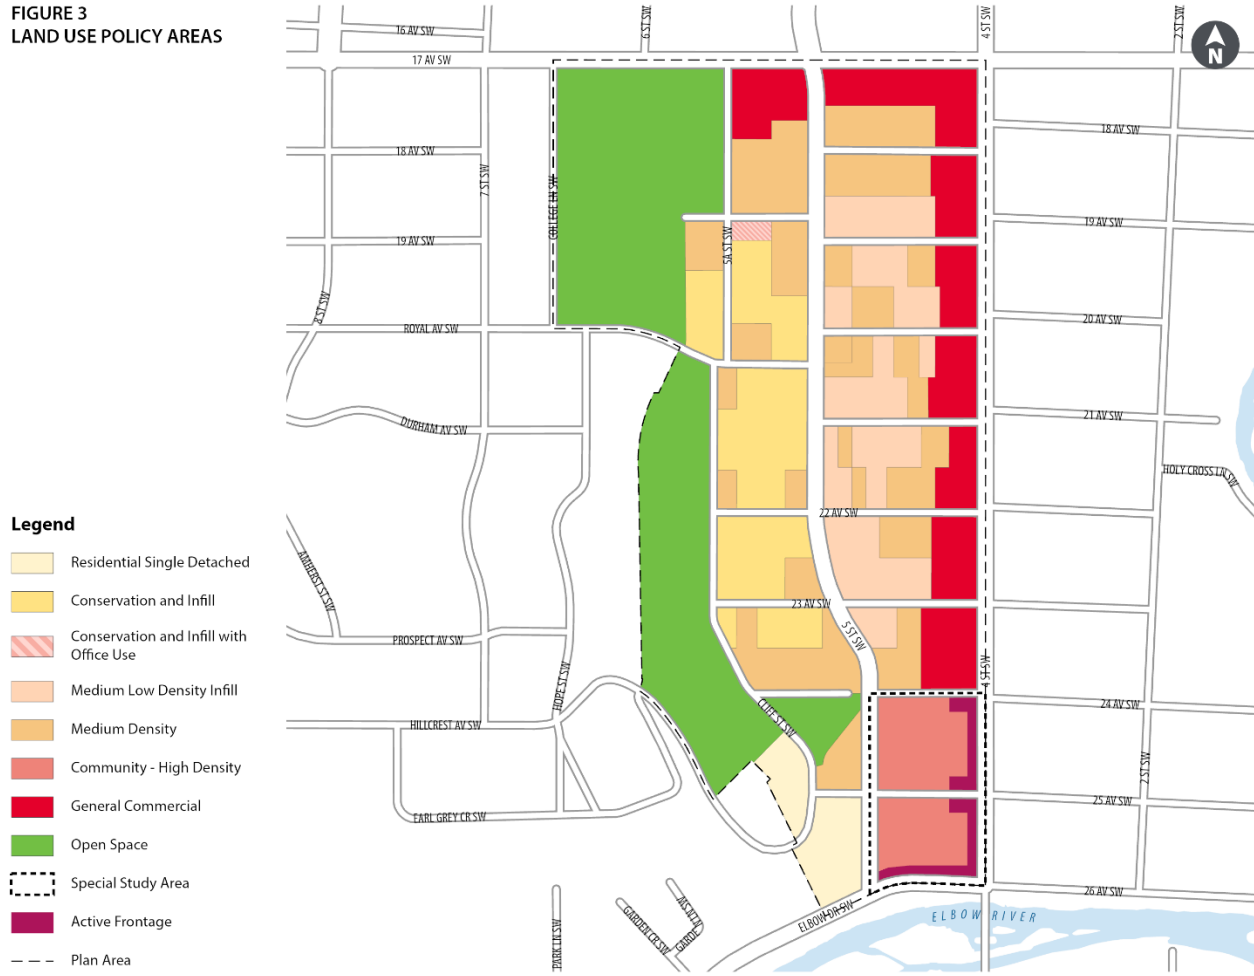 FIGURE 3
LAND USE POLICY AREAS
16 AV SW
17 AV SW
6 ST SW
4 ST SW
2 ST SW
N
18 AV SW
18 AV SW
7 ST SW
COLLEGE LN SW
5A ST SW
19 AV SW
19 AV SW
8 ST SW
ROYAL AV SW
20 AV SW
DURHAM AV SW
21 AV SW
HOLY CROSS LN SW
22 AV SW
AMHERST ST SW
PROSPECT AV SW
23 AV SW
5 ST SW
4 ST SW
HOPE ST SW
HILLCREST AV SW
CLIFF ST SW
24 AV SW
2 ST SW
EARL GREY CR SW
25 AV SW
26 AV SW
ELBOW DR SW
ELBOW RIVER
PARK LN SW
GARDEN CR SW
GARDE
N LN SW
Legend
Residential Single Detached
Conservation and Infill
Conservation and Infill with
Office Use
Medium Low Density Infill
Medium Density
Community - High Density
General Commercial
Open Space
Special Study Area
Active Frontage
Plan Area